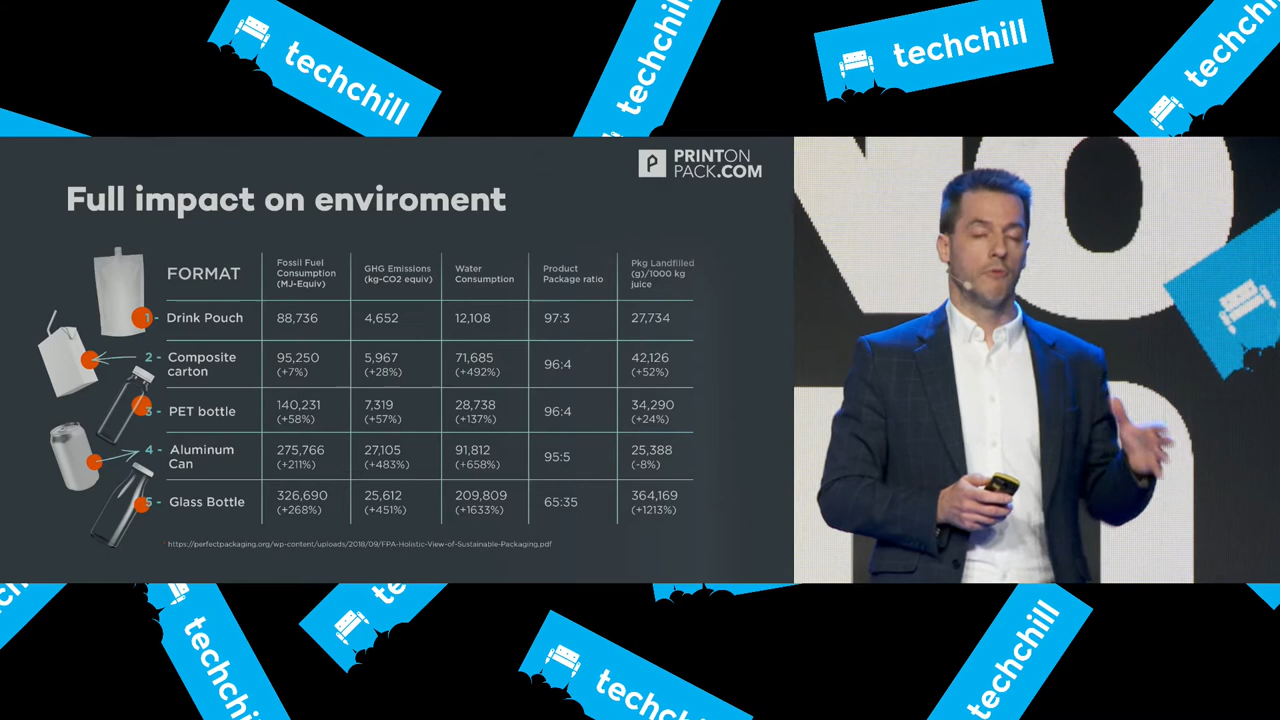 techchill
techchill
techchill
techchill
PRINTON
PACK.COM
Full impact on enviroment
FORMAT
Fossil Fuel
Consumption
(MJ-Equiv)
GHG Emissions
(kg-CO2 equiv)
Water
Consumption
Product
Package ratio
Pkg Landfilled
(g)/1000 kg
juice
1 - Drink Pouch
88,736
4,652
12,108
97:3
27,734
2 - Composite
carton
95,250
(+7%)
5,967
(+28%)
71,685
(+492%)
96:4
42,126
(+52%)
3 - PET bottle
140,231
(+58%)
7,319
(+57%)
28,738
(+137%)
96:4
34,290
(+24%)
4 - Aluminum
Can
275,766
(+211%)
27,105
(+483%)
91,812
(+658%)
95:5
25,388
(-8%)
5 - Glass Bottle
326,690
(+268%)
25,612
(+451%)
209,809
(+1633%)
65:35
364,169
(+1213%)
https://perfectpackaging.org/wp-content/uploads/2018/09/FPA-Holistic-View-of-Sustainable-Packaging.pdf
techchill
techchill
techchill